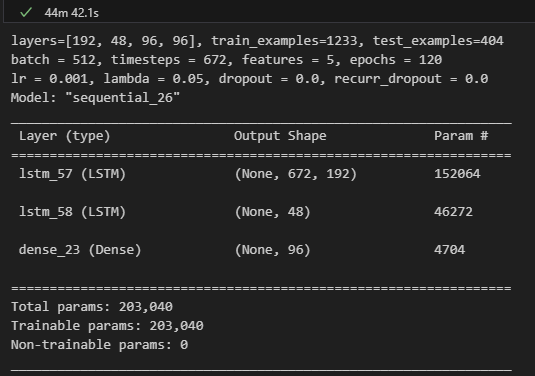 44m 42.1s
layers=[192, 48, 96, 96], train_examples=1233, test_examples=404
batch = 512, timesteps = 672, features = 5, epochs = 120
lr = 0.001, lambda = 0.05, dropout = 0.0, recurr_dropout = 0.0
Model: "sequential_26"
_________________________________________________________________
Layer (type) Output Shape Param #
=================================================================
lstm_57 (LSTM) (None, 672, 192) 152064
lstm_58 (LSTM) (None, 48) 46272
dense_23 (Dense) (None, 96) 4704
=================================================================
Total params: 203,040
Trainable params: 203,040
Non-trainable params: 0
_________________________________________________________________